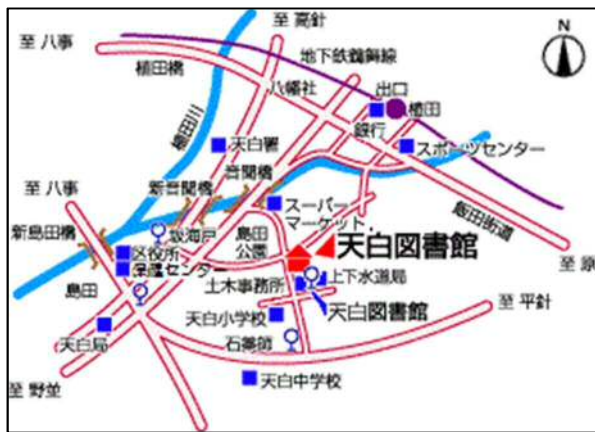 至 八事
至 高針
N
植田橋
地下鉄鶴舞線
八幡社
出口
植田
銀行
植田川
天白署
スポーツセンター
音聞橋
新音聞橋
至 八事
スーパー
マーケット
飯田街道
新島田橋
島田
公園
天白図書館
区役所
保健センター
至 原
土木事務所
上下水道局
島田
天白図書館
至 平針
天白小学校
天白局
石薬師
至 野並
天白中学校